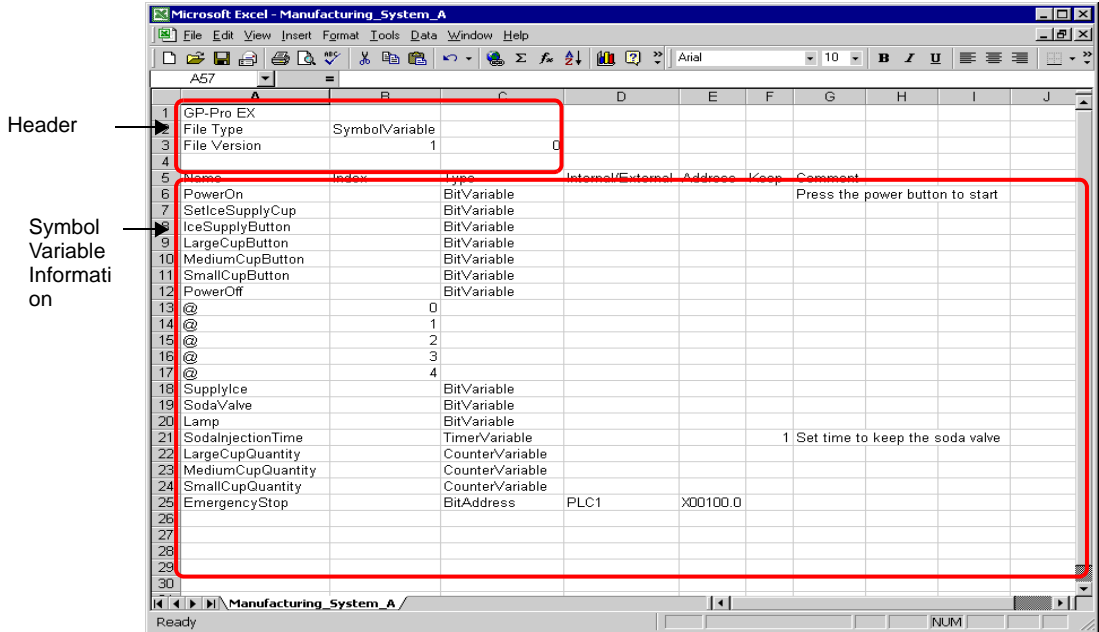 Microsoft Excel - Manufacturing_System_A
File Edit View Insert Format Tools Data Window Help
Arial 10 B I U
A57 =
A B C D E F G H I J
1 GP-Pro EX
Header
2 File Type SymbolVariable
3 File Version 1 0
4
5 Name Index Type Internal/External Address Keep Comment
6 PowerOn BitVariable Press the power button to start
7 SetIceSupplyCup BitVariable
Symbol
Variable
Informati
on
8 IceSupplyButton BitVariable
9 LargeCupButton BitVariable
10 MediumCupButton BitVariable
11 SmallCupButton BitVariable
12 PowerOff BitVariable
13 @ 0
14 @ 1
15 @ 2
16 @ 3
17 @ 4
18 SupplyIce BitVariable
19 SodaValve BitVariable
20 Lamp BitVariable
21 SodaInjectionTime TimerVariable 1 Set time to keep the soda valve
22 LargeCupQuantity CounterVariable
23 MediumCupQuantity CounterVariable
24 SmallCupQuantity CounterVariable
25 EmergencyStop BitAddress PLC1 X00100.0
26
27
28
29
30
Manufacturing_System_A
Ready NUM